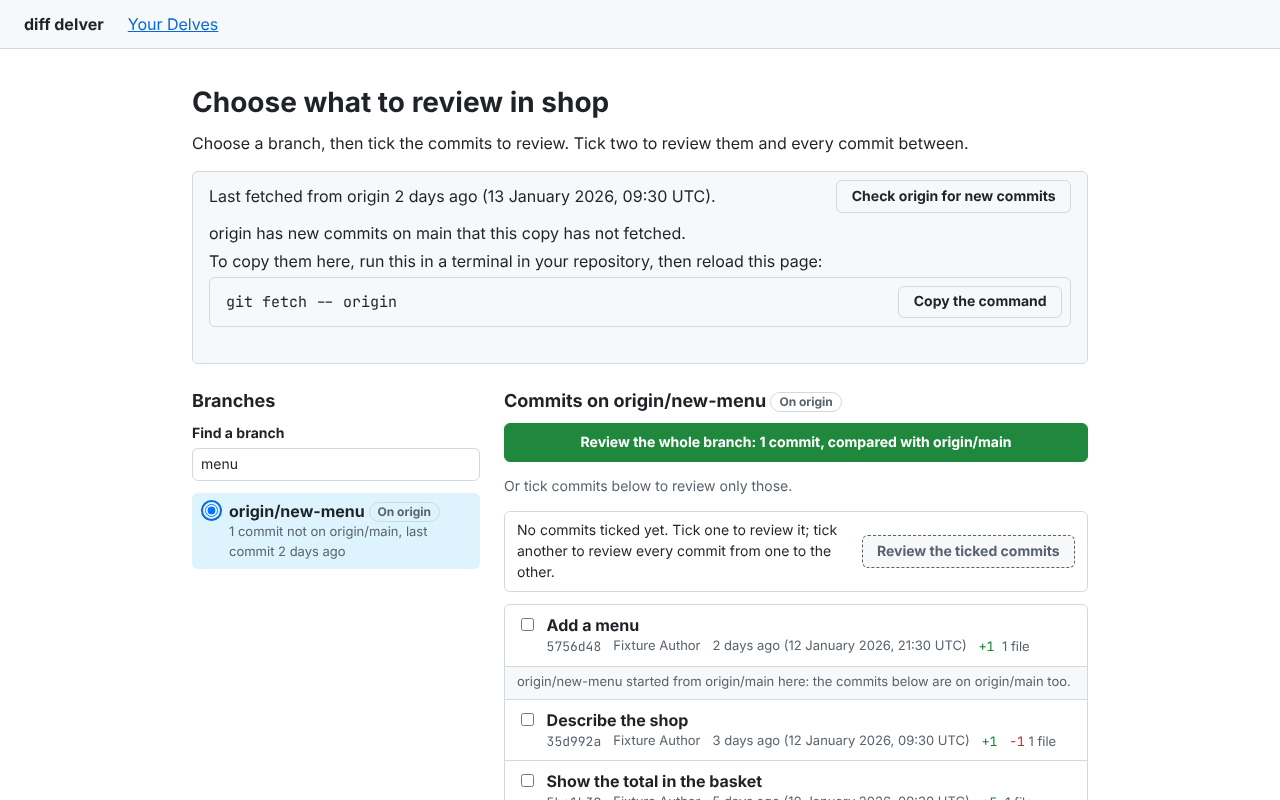 diff delver Your Delves
Choose what to review in shop
Choose a branch, then tick the commits to review. Tick two to review them and every commit between.
Last fetched from origin 2 days ago (13 January 2026, 09:30 UTC).
Check origin for new commits
origin has new commits on main that this copy has not fetched.
To copy them here, run this in a terminal in your repository, then reload this page:
git fetch -- origin
Copy the command
Branches
Find a branch
menu
origin/new-menu On origin
1 commit not on origin/main, last
commit 2 days ago
Commits on origin/new-menu On origin
Review the whole branch: 1 commit, compared with origin/main
Or tick commits below to review only those.
No commits ticked yet. Tick one to review it; tick
another to review every commit from one to the
other.
Review the ticked commits
Add a menu
5756d48 Fixture Author 2 days ago (12 January 2026, 21:30 UTC) +1 1 file
origin/new-menu started from origin/main here: the commits below are on origin/main too.
Describe the shop
35d992a Fixture Author 3 days ago (12 January 2026, 09:30 UTC) +1 -1 1 file
Show the total in the basket